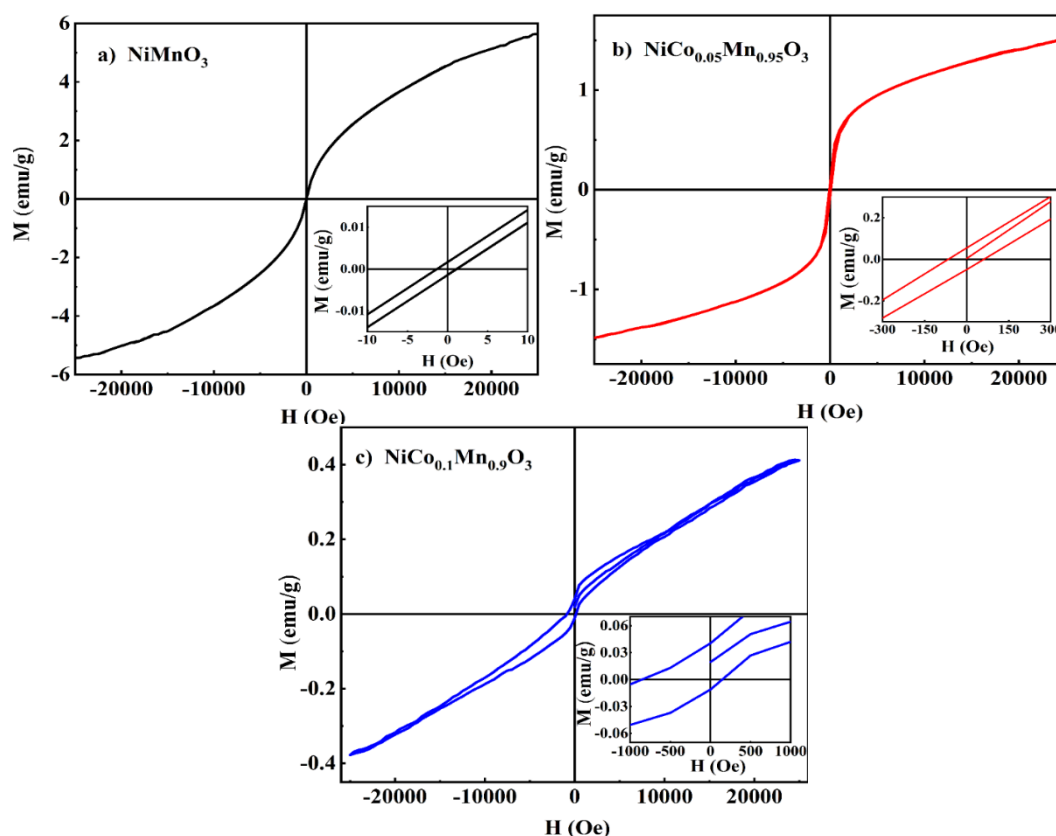 a) NiMnO₃
M (emu/g)
6
4
2
0
-2
-4
-6
-20000 -10000 0 10000 20000
H (Oe)
M (emu/g)
0.01
0.00
-0.01
-10 -5 0 5 10
H (Oe)
b) NiCo₀.₀₅Mn₀.₉₅O₃
M (emu/g)
1
0
-1
-20000 -10000 0 10000 20000
H (Oe)
M (emu/g)
0.2
0.0
-0.2
-300 -150 0 150 300
H (Oe)
c) NiCo₀.₁Mn₀.₉O₃
M (emu/g)
0.4
0.2
0.0
-0.2
-0.4
-20000 -10000 0 10000 20000
H (Oe)
M (emu/g)
0.06
0.03
0.00
-0.03
-0.06
-1000 -500 0 500 1000
H (Oe)